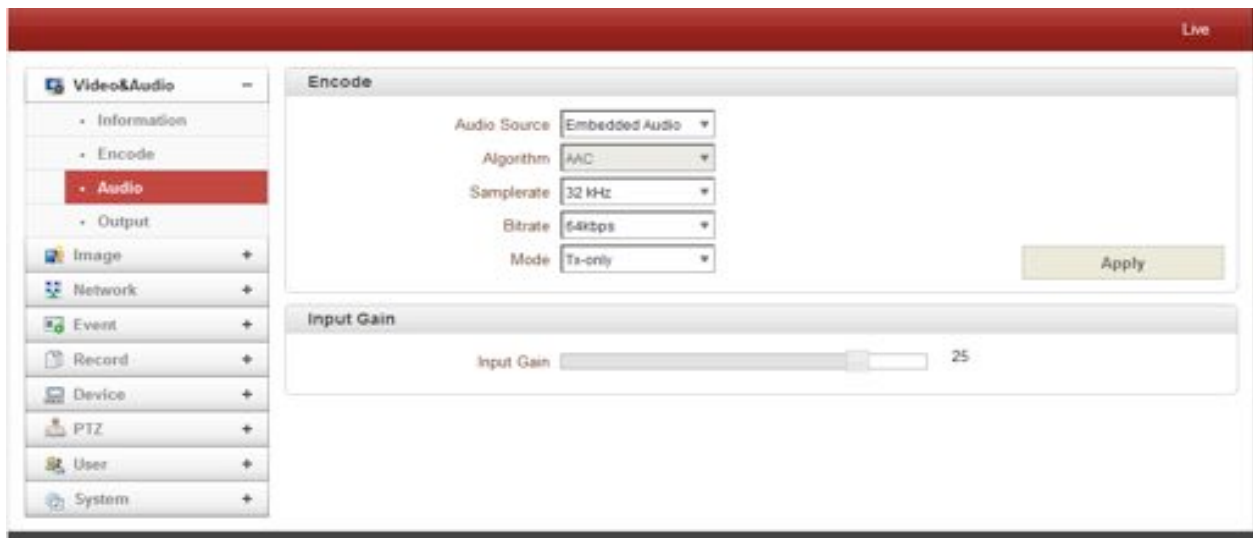 Live
Video&Audio −
• Information
• Encode
• Audio
• Output
Image +
Network +
Event +
Record +
Device +
PTZ +
User +
System +
Encode
Audio Source Embedded Audio
Algorithm AAC
Samplerate 32 kHz
Bitrate 64kbps
Mode Tx-only
Apply
Input Gain
Input Gain 25